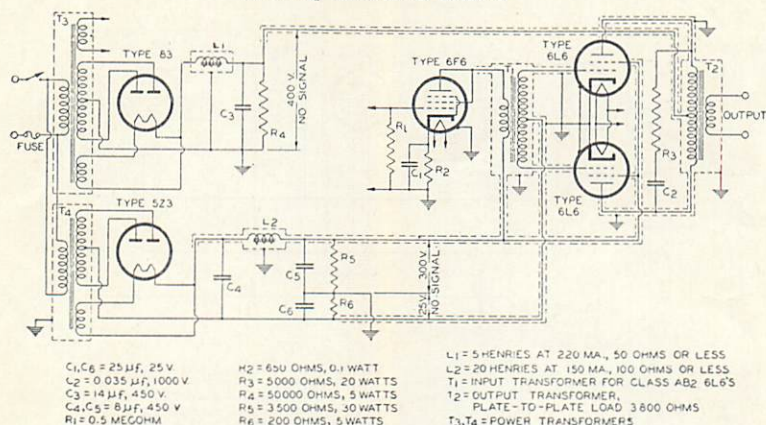 T3
TYPE 83
L1
TYPE 6F6
TYPE
6L6
T2
400 V.
NO SIGNAL
C3
R4
R1
C1
R2
R3
C2
OUTPUT
FUSE
TYPE
6L6
T4
TYPE 5Z3
L2
C4
C5
C6
R5
R6
300V.
25V.
NO SIGNAL
C1,C6 = 25 μf, 25 V.
C2 = 0.035 μf, 1000 V.
C3 = 14 μf, 450 V.
C4,C5 = 8 μf, 450 V
R1 = 0.5 MEGOHM
R2 = 650 OHMS, 0.1 WATT
R3 = 5000 OHMS, 20 WATTS
R4 = 50000 OHMS, 5 WATTS
R5 = 3500 OHMS, 30 WATTS
R6 = 200 OHMS, 5 WATTS
L1 = 5 HENRIES AT 220 MA., 50 OHMS OR LESS
L2 = 20 HENRIES AT 150 MA., 100 OHMS OR LESS
T1 = INPUT TRANSFORMER FOR CLASS AB2 6L6'S
T2 = OUTPUT TRANSFORMER,
PLATE-TO-PLATE LOAD 3800 OHMS
T3,T4 = POWER TRANSFORMERS